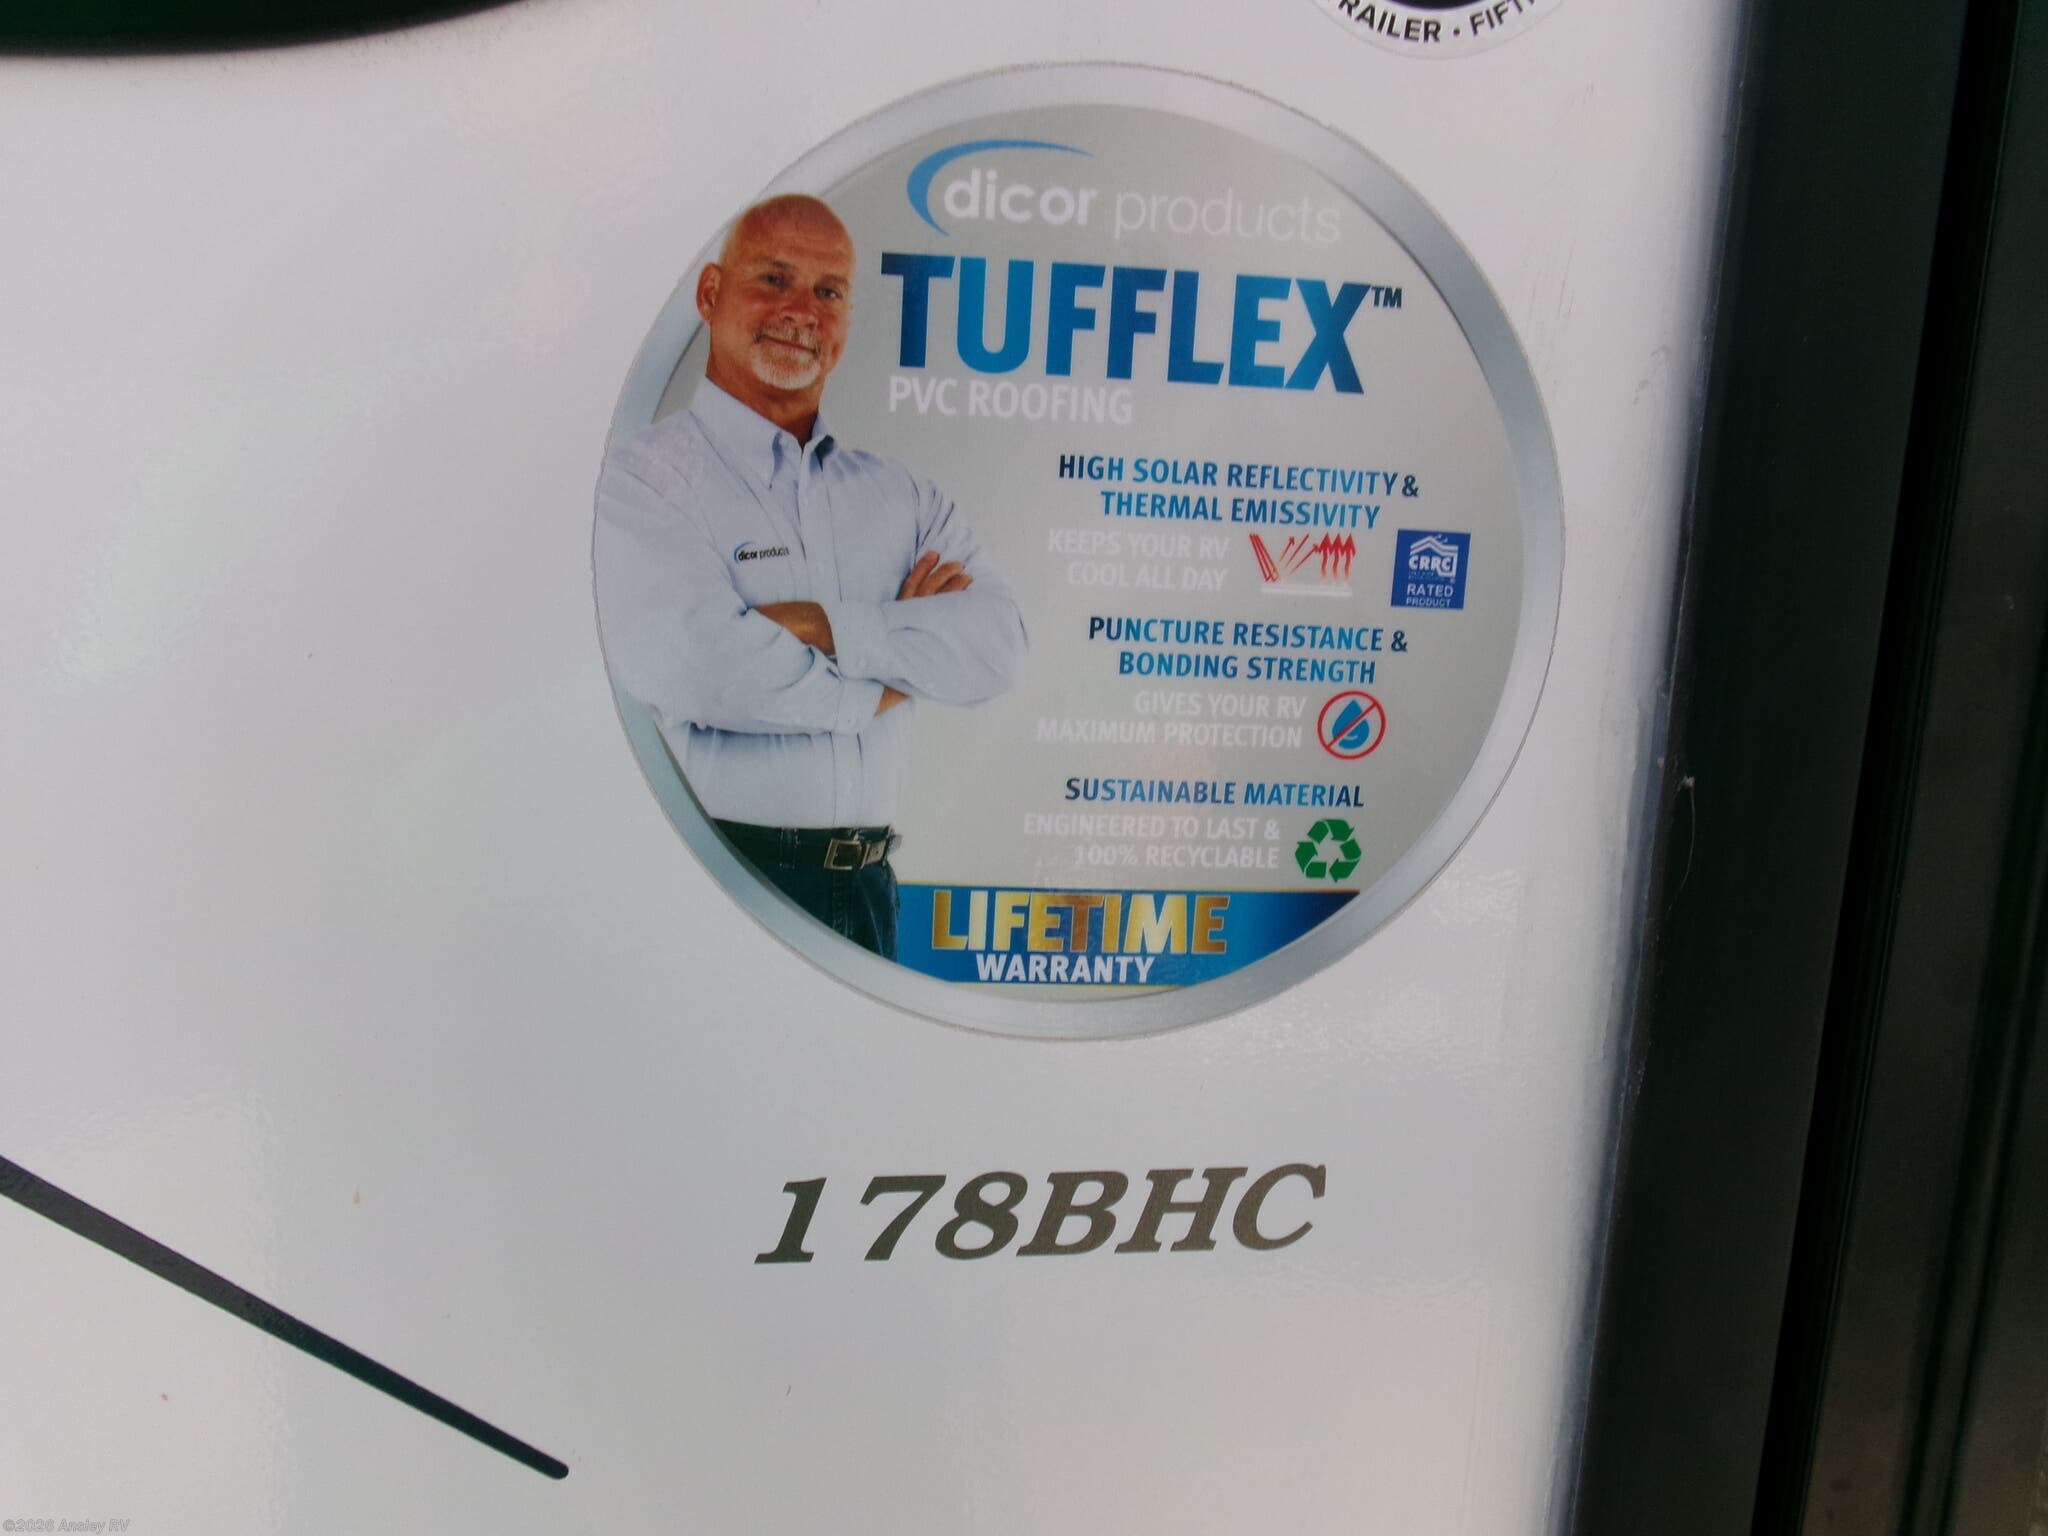 TRAILER • FIFT
dicor products
TUFFLEX™
PVC ROOFING
HIGH SOLAR REFLECTIVITY &
THERMAL EMISSIVITY
KEEPS YOUR RV
COOL ALL DAY
CRRC
RATED
PRODUCT
dicor products
PUNCTURE RESISTANCE &
BONDING STRENGTH
GIVES YOUR RV
MAXIMUM PROTECTION
SUSTAINABLE MATERIAL
ENGINEERED TO LAST &
100% RECYCLABLE
LIFETIME
WARRANTY
178BHC
©2026 Ansley RV